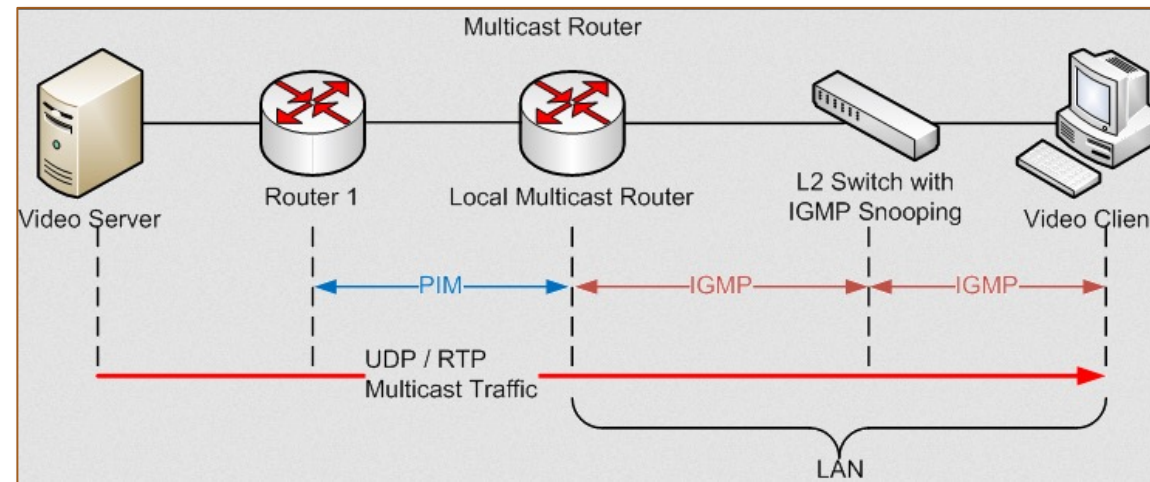 Multicast Router
Video Server
Router 1
Local Multicast Router
L2 Switch with
IGMP Snooping
Video Client
PIM
IGMP
IGMP
UDP / RTP
Multicast Traffic
LAN